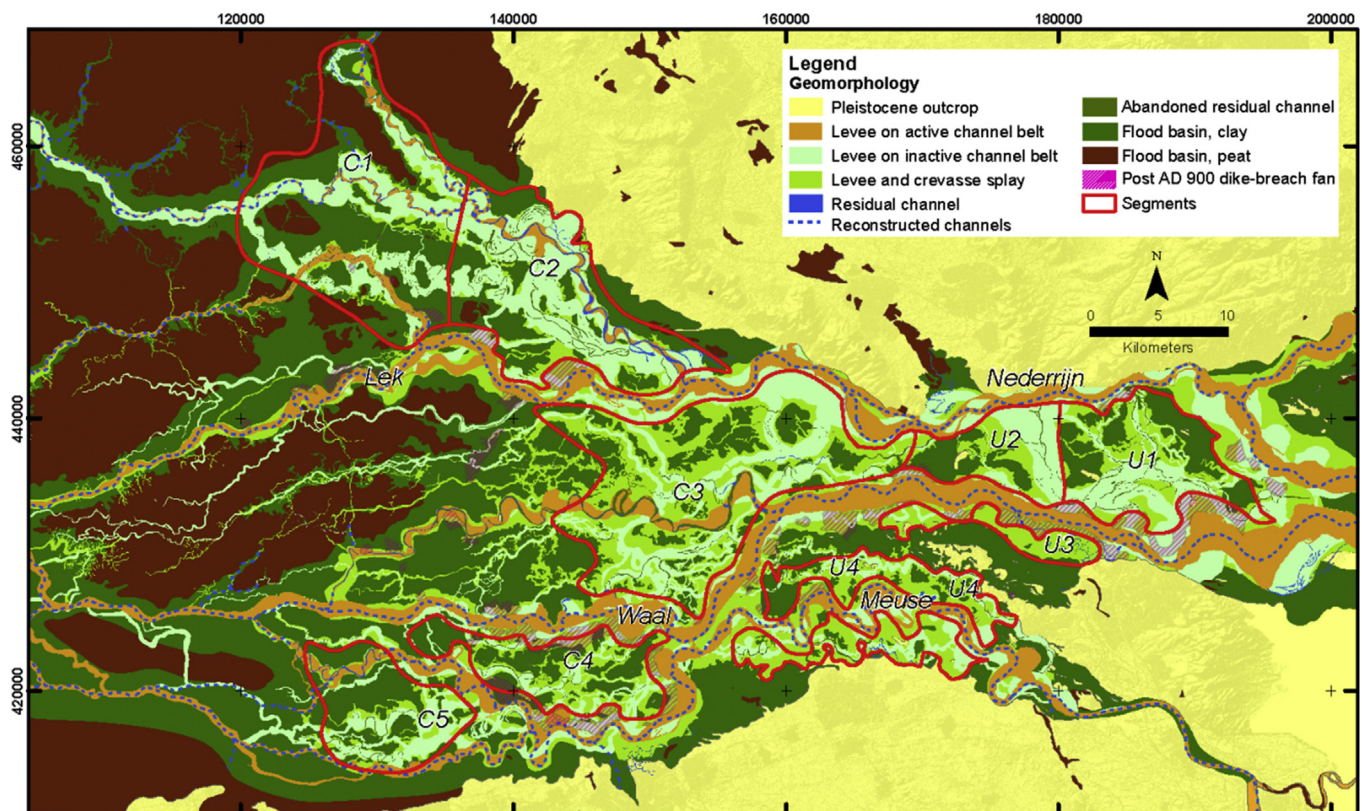 120000
140000
160000
180000
200000
Legend
Geomorphology
Pleistocene outcrop
Levee on active channel belt
Levee on inactive channel belt
Levee and crevasse splay
Residual channel
Reconstructed channels
Abandoned residual channel
Flood basin, clay
Flood basin, peat
Post AD 900 dike-breach fan
Segments
N
0 5 10
Kilometers
460000
440000
420000
C1
C2
Lek
Nederrijn
U2
U1
C3
U3
U4
U4
Meuse
Waal
C4
C5